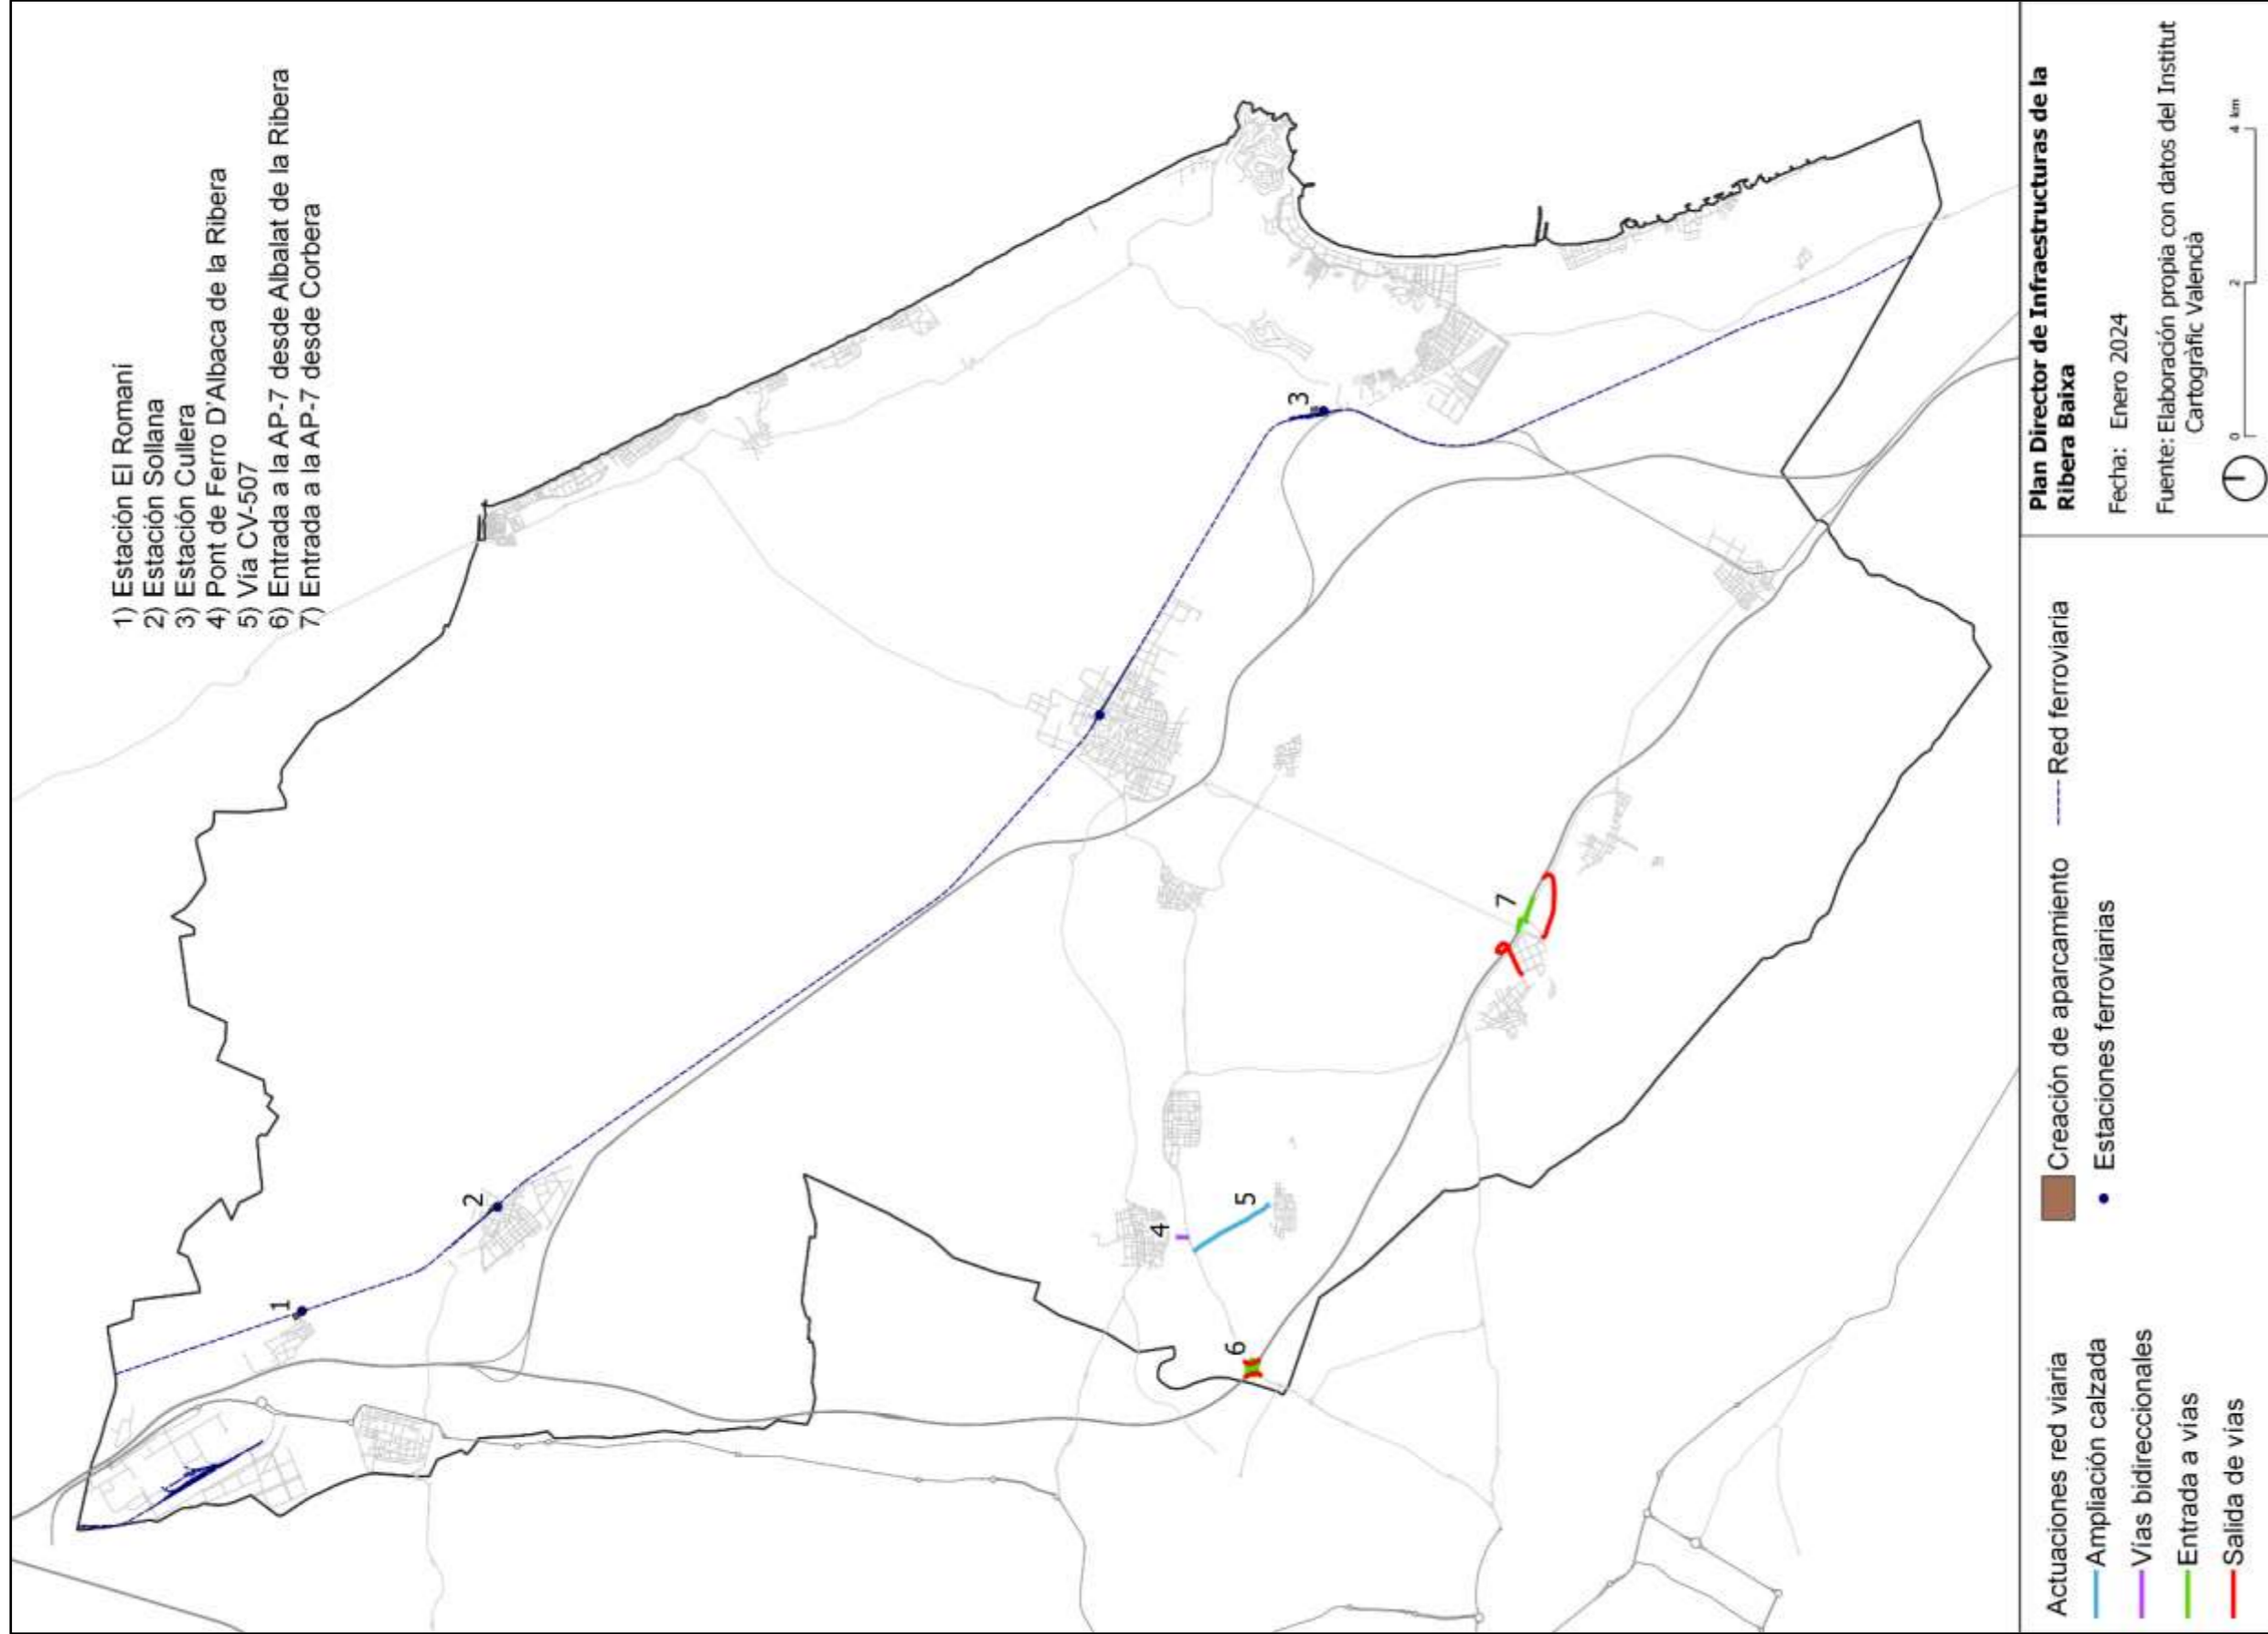 1) Estación El Romaní
2) Estación Sollana
3) Estación Cullera
4) Pont de Ferro D'Albaca de la Ribera
5) Vía CV-507
6) Entrada a la AP-7 desde Albalat de la Ribera
7) Entrada a la AP-7 desde Corbera
1
2
3
4
5
6
7
Actuaciones red viaria
Ampliación calzada
Vías bidireccionales
Entrada a vías
Salida de vías
Creación de aparcamiento
Estaciones ferroviarias
Red ferroviaria
Plan Director de Infraestructuras de la
Ribera Baixa
Fecha: Enero 2024
Fuente: Elaboración propia con datos del Institut
Cartogràfic Valencià
0 2 4 km